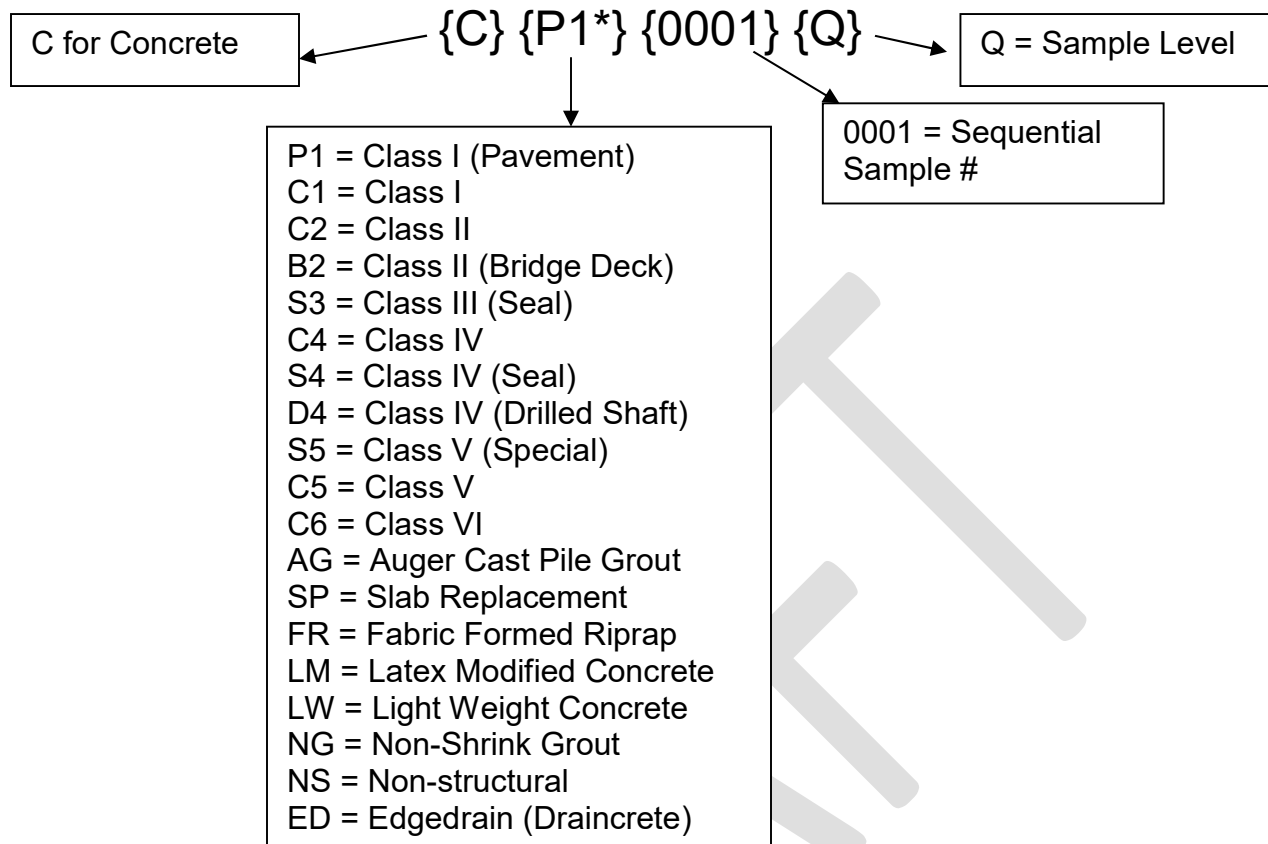 {C} {P1*} {0001} {Q}
C for Concrete
Q = Sample Level
0001 = Sequential
Sample #
P1 = Class I (Pavement)
C1 = Class I
C2 = Class II
B2 = Class II (Bridge Deck)
S3 = Class III (Seal)
C4 = Class IV
S4 = Class IV (Seal)
D4 = Class IV (Drilled Shaft)
S5 = Class V (Special)
C5 = Class V
C6 = Class VI
AG = Auger Cast Pile Grout
SP = Slab Replacement
FR = Fabric Formed Riprap
LM = Latex Modified Concrete
LW = Light Weight Concrete
NG = Non-Shrink Grout
NS = Non-structural
ED = Edgedrain (Draincrete)